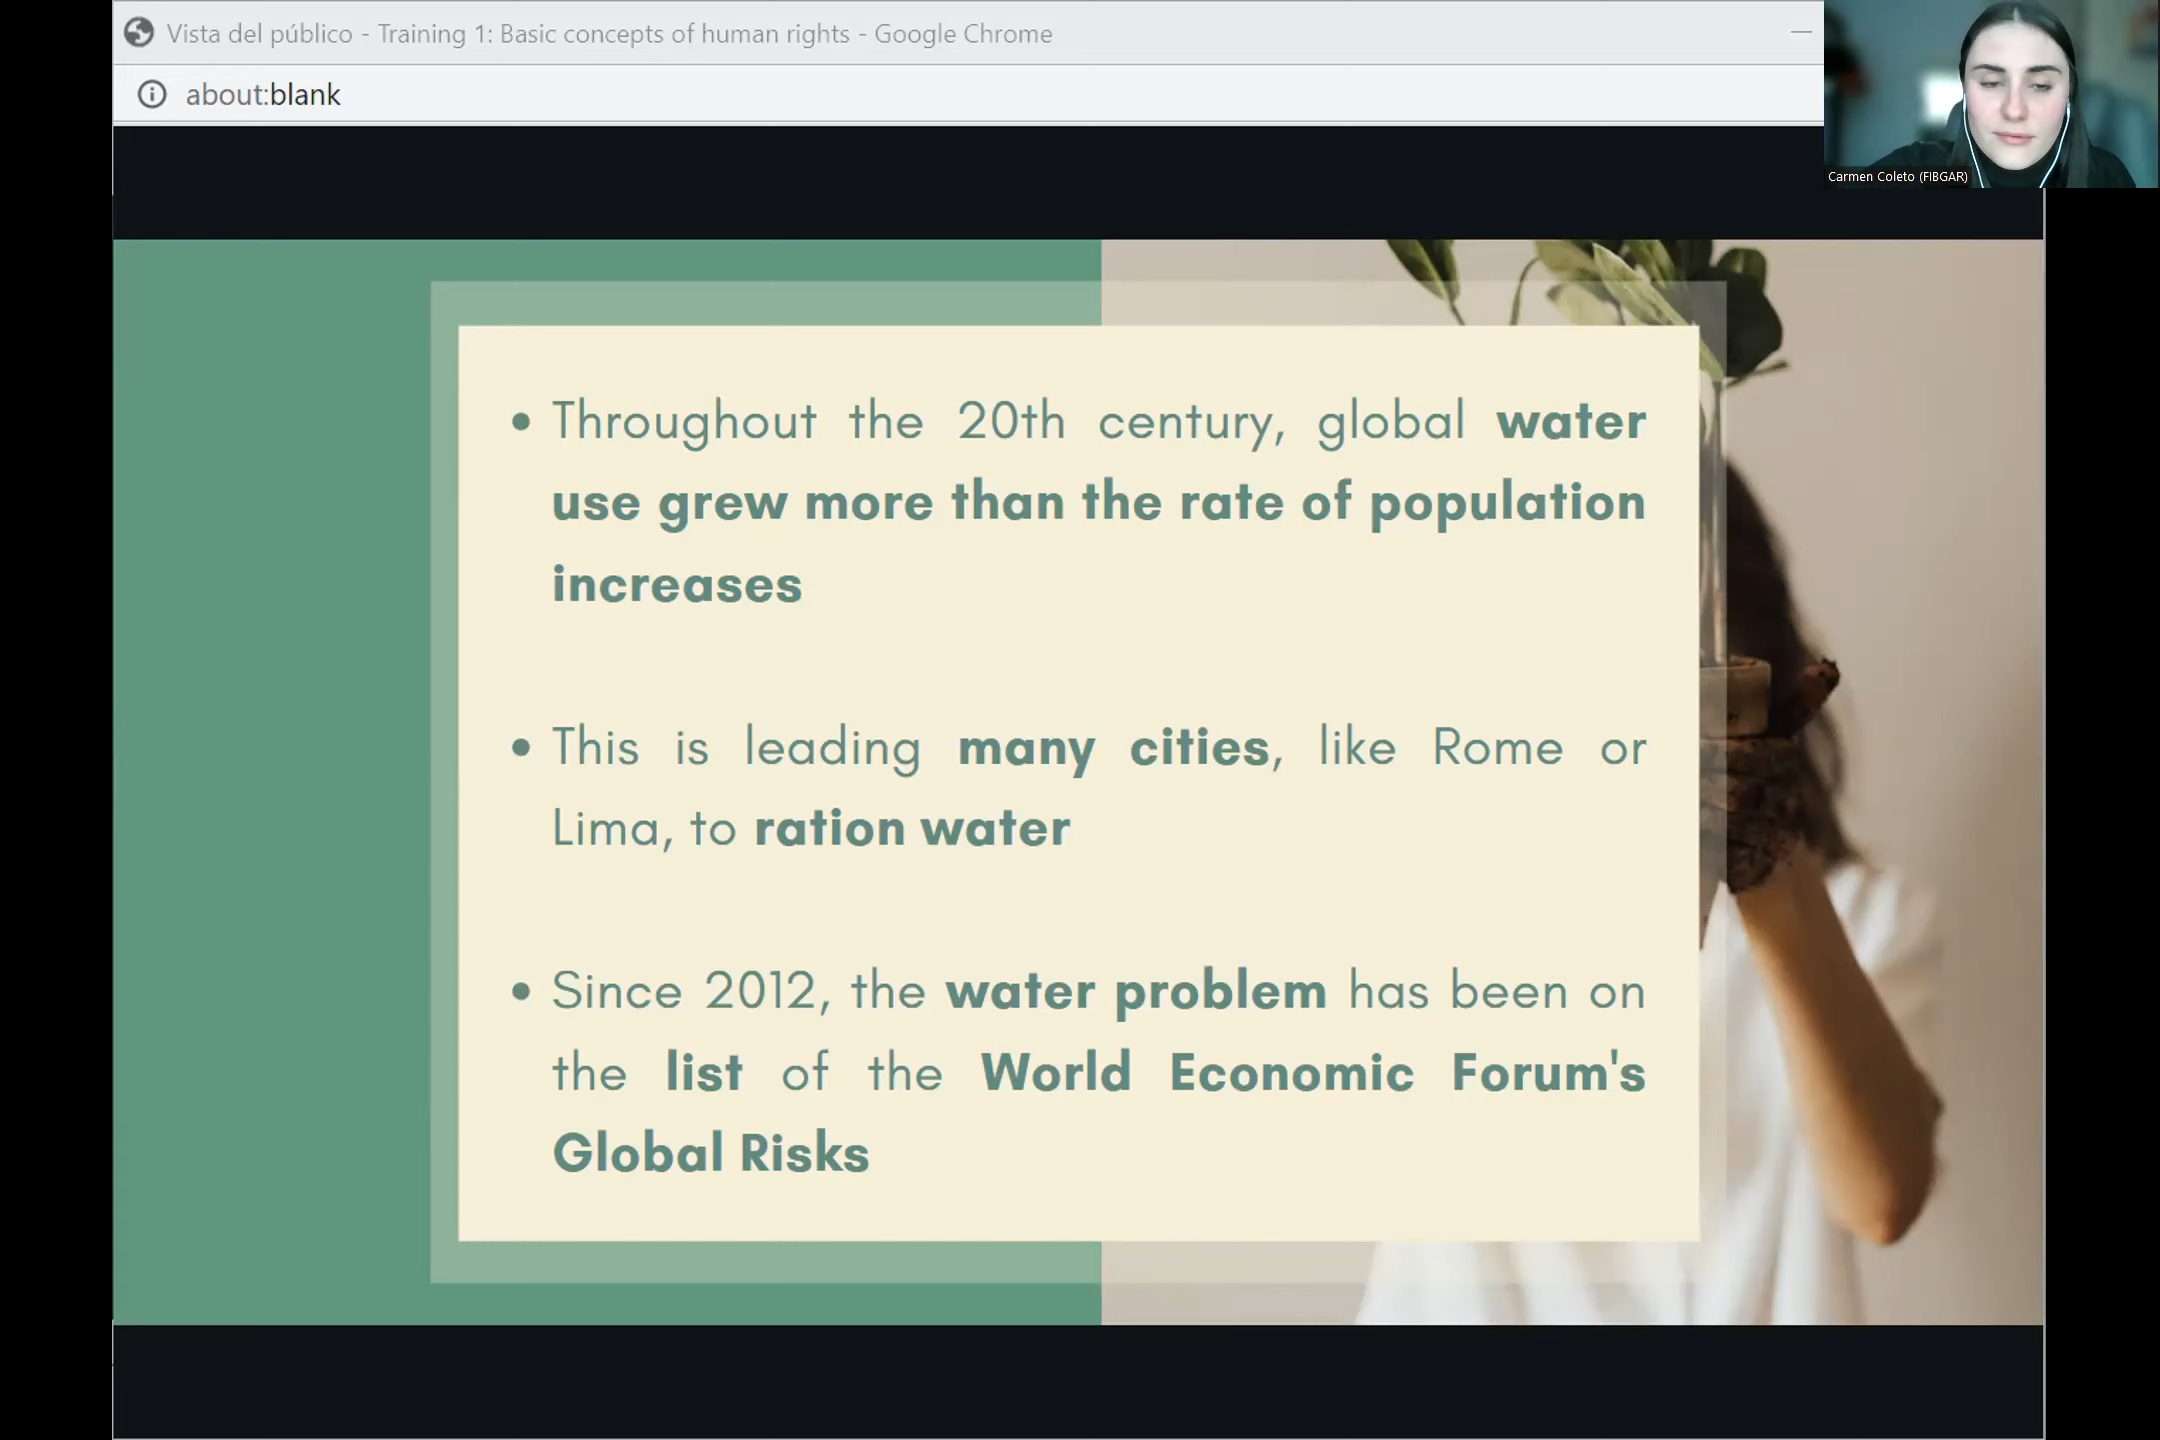 Vista del público - Training 1: Basic concepts of human rights - Google Chrome
about:blank
Carmen Coleto (FIBGAR)
• Throughout the 20th century, global water
use grew more than the rate of population
increases
• This is leading many cities, like Rome or
Lima, to ration water
• Since 2012, the water problem has been on
the list of the World Economic Forum's
Global Risks